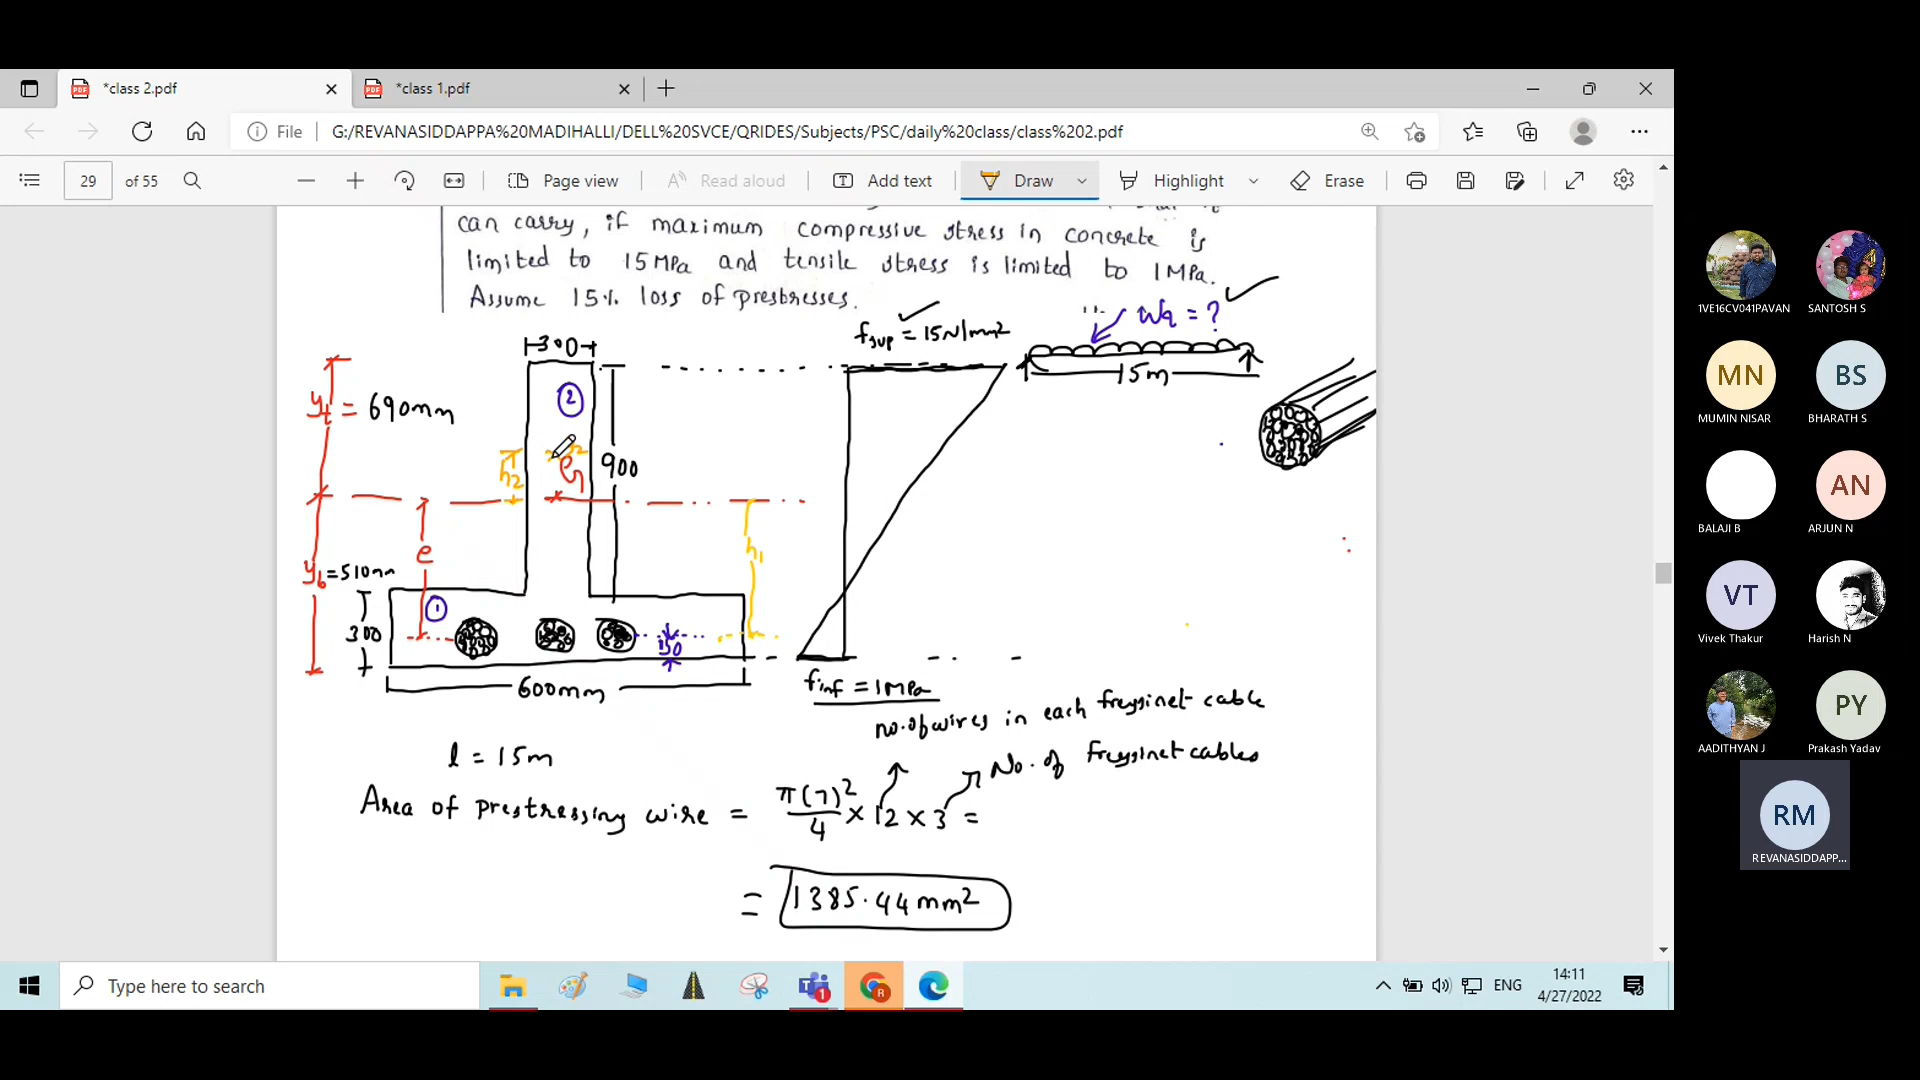 *class 2.pdf
*class 1.pdf
File
G:/REVANASIDDAPPA%20MADIHALLI/DELL%20SVCE/QRIDES/Subjects/PSC/daily%20class/class%202.pdf
29 of 55
Page view
Read aloud
Add text
Draw
Highlight
Erase
can carry, if maximum compressive stress in concrete is
limited to 15MPa and tensile stress is limited to 1MPa.
Assume 15% loss of prestresses.
fsup = 15N/mm²
Wq = ?
300
15m
yt = 690mm
2
h2
G
900
e
h1
yb = 510mm
1
300
150
600mm
finf = 1MPa
no. of wires in each freyssinet cable
l = 15m
No. of Freyssinet cables
Area of prestressing wire = π(7)²/4 × 12 × 3 =
= 1385.44mm²
1VE16CV041PAVAN
SANTOSH S
MN
BS
MUMIN NISAR
BHARATH S
AN
BALAJI B
ARJUN N
VT
Vivek Thakur
Harish N
PY
AADITHYAN J
Prakash Yadav
RM
REVANASIDDAPP...
Type here to search
1
R
ENG
14:11
4/27/2022